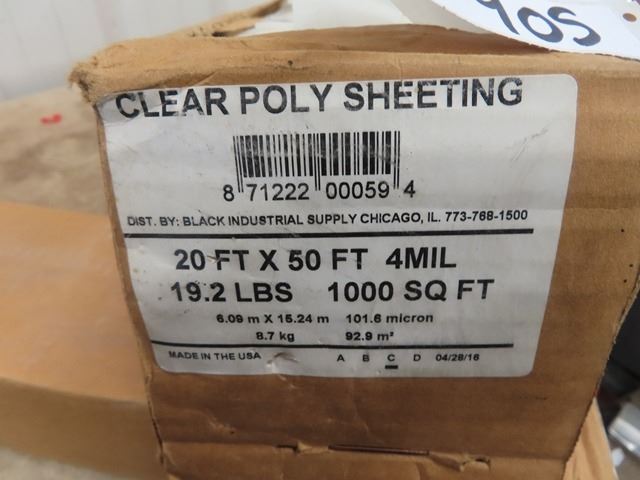 905
CLEAR POLY SHEETING
8 71222 00059 4
DIST. BY: BLACK INDUSTRIAL SUPPLY CHICAGO, IL. 773-768-1500
20 FT X 50 FT 4MIL
19.2 LBS 1000 SQ FT
6.09 m X 15.24 m 101.6 micron
8.7 kg 92.9 m²
MADE IN THE USA A B C D 04/28/16